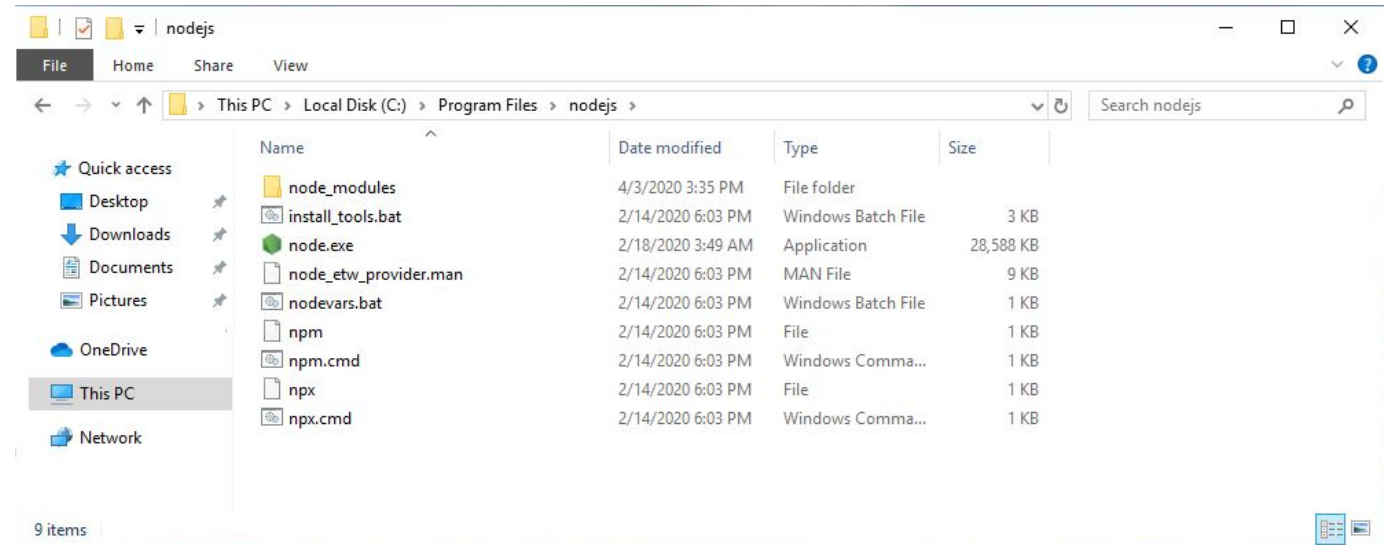 nodejs
File Home Share View
This PC Local Disk (C:) Program Files nodejs Search nodejs
Name Date modified Type Size
Quick access
Desktop
Downloads
Documents
Pictures
OneDrive
This PC
Network
node_modules 4/3/2020 3:35 PM File folder
install_tools.bat 2/14/2020 6:03 PM Windows Batch File 3 KB
node.exe 2/18/2020 3:49 AM Application 28,588 KB
node_etw_provider.man 2/14/2020 6:03 PM MAN File 9 KB
nodevars.bat 2/14/2020 6:03 PM Windows Batch File 1 KB
npm 2/14/2020 6:03 PM File 1 KB
npm.cmd 2/14/2020 6:03 PM Windows Comma... 1 KB
npx 2/14/2020 6:03 PM File 1 KB
npx.cmd 2/14/2020 6:03 PM Windows Comma... 1 KB
9 items